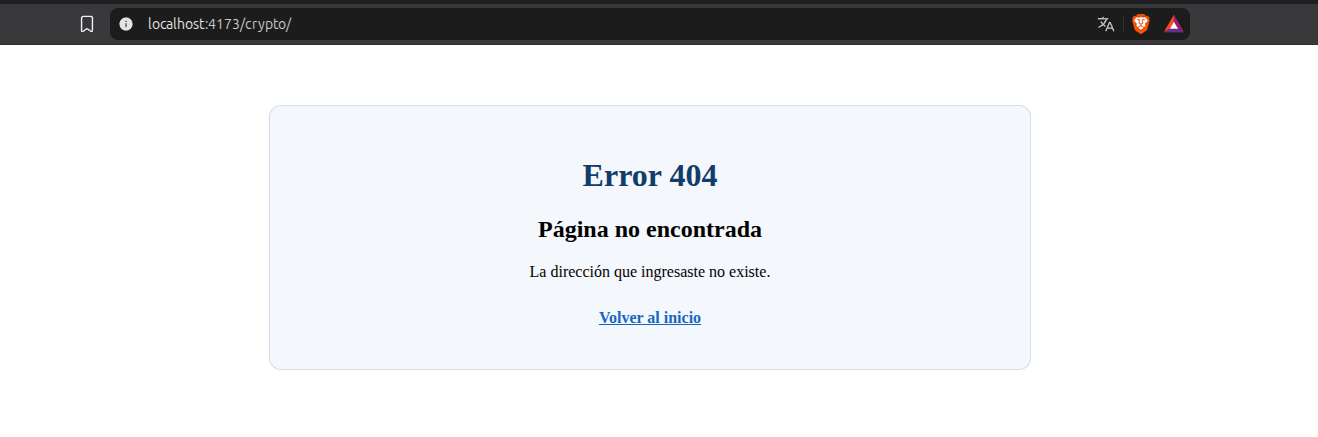 localhost:4173/crypto/
Error 404
Página no encontrada
La dirección que ingresaste no existe.
Volver al inicio